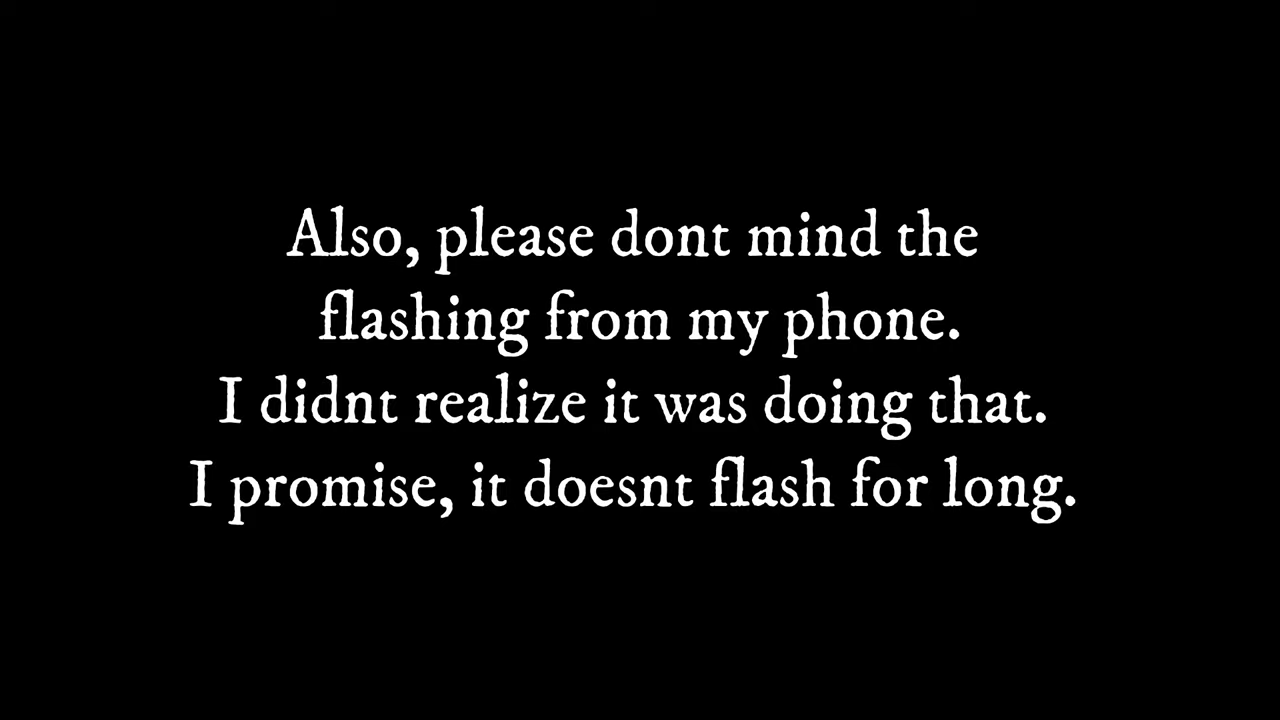 Also, please dont mind the
flashing from my phone.
I didnt realize it was doing that.
I promise, it doesnt flash for long.